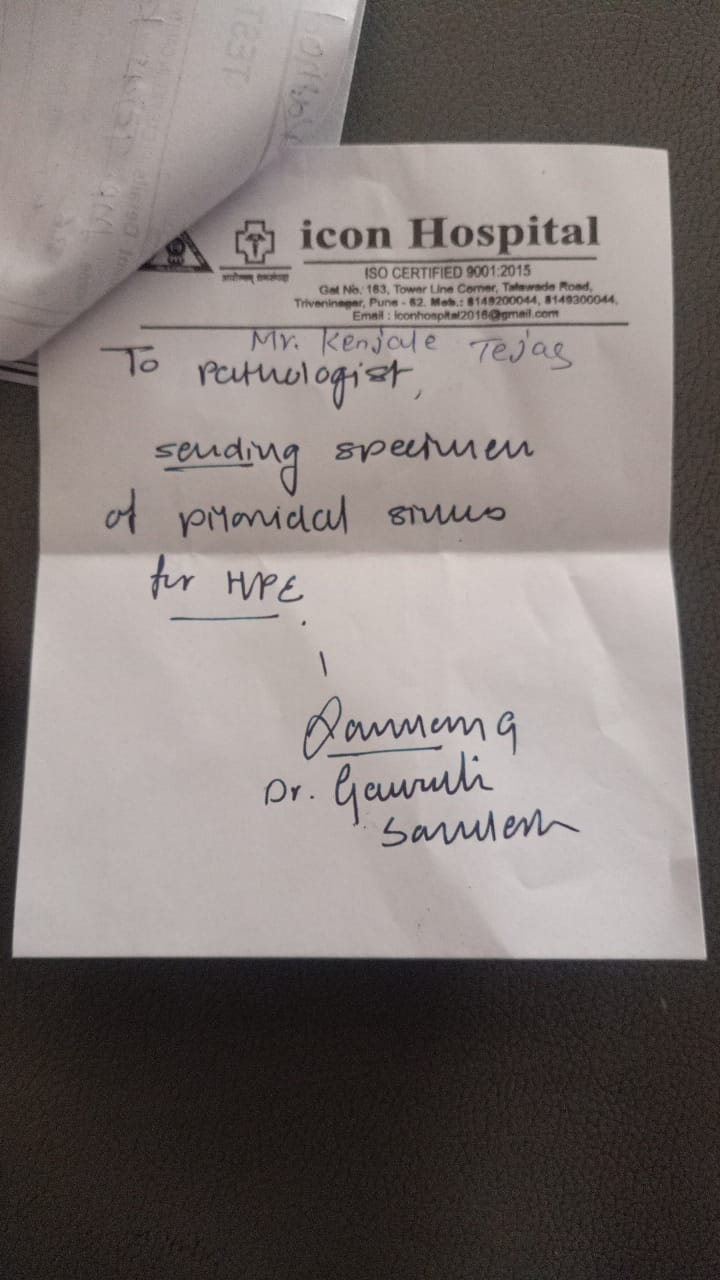 TEST
icon Hospital
ISO CERTIFIED 9001:2015
Gat No. 183, Tower Line Corner, Talawade Road,
Triveninagar, Pune - 62. Mob.: 8149200044, 8149300044,
Email : iconhospital2016@gmail.com
Mr. Kenjale Tejas
To
Pathologist,
sending specimen
of pilonidal sinus
for HPE.
Dr.